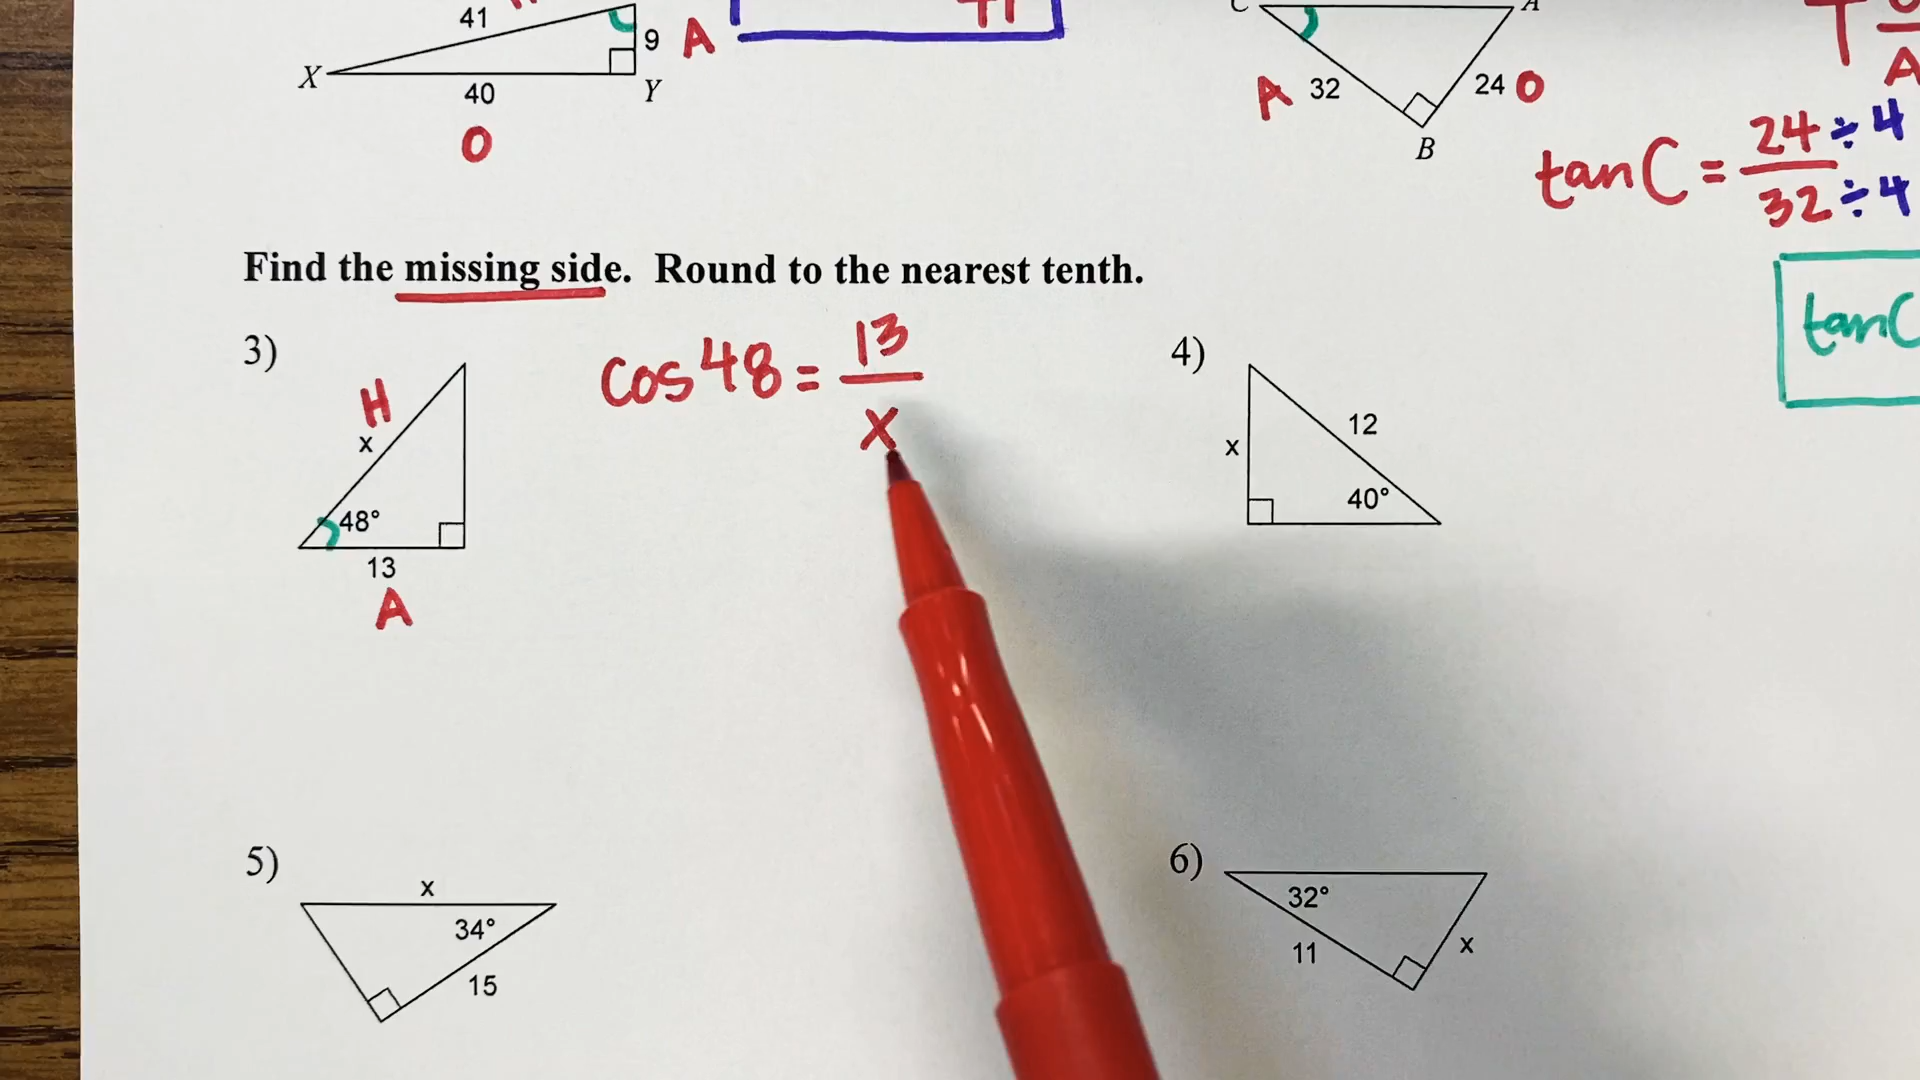 41
9 A
X
40
Y
O
C
A
A 32
24 O
B
A
tanC = 24 ÷ 4
32 ÷ 4
Find the missing side. Round to the nearest tenth.
tanC
3)
H
x
48°
13
A
cos 48 = 13
x
4)
x
12
40°
5)
x
34°
15
6)
32°
11
x